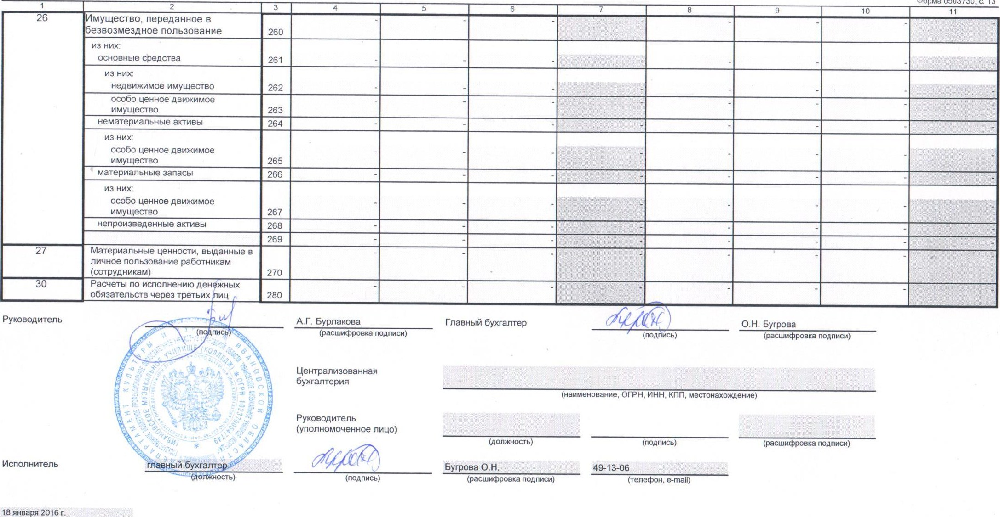 Форма 0503730, с. 13
1 2 3 4 5 6 7 8 9 10 11
26 Имущество, переданное в
безвозмездное пользование 260 - - - - - - - -
из них:
основные средства 261 - - - - - - - -
из них:
недвижимое имущество 262 - - - - - - - -
особо ценное движимое
имущество 263 - - - - - - - -
нематериальные активы 264 - - - - - - - -
из них:
особо ценное движимое
имущество 265 - - - - - - - -
материальные запасы 266 - - - - - - - -
из них:
особо ценное движимое
имущество 267 - - - - - - - -
непроизведенные активы 268 - - - - - - - -
269 - - - - - - - -
27 Материальные ценности, выданные в
личное пользование работникам
(сотрудникам) 270 - - - - - - - -
30 Расчеты по исполнению денежных
обязательств через третьих лиц 280 - - - - - - - -
Руководитель А.Г. Бурлакова Главный бухгалтер О.Н. Бугрова
(подпись) (расшифровка подписи) (подпись) (расшифровка подписи)
ДЕПАРТАМЕНТ КУЛЬТУРЫ И ТУРИЗМА ИВАНОВСКОЙ ОБЛАСТИ
(ИВАНОВСКОЕ МУЗЫКАЛЬНОЕ УЧИЛИЩЕ (КОЛЛЕДЖ) * ОГРН 1023700547749 *
Централизованная
бухгалтерия
(наименование, ОГРН, ИНН, КПП, местонахождение)
Руководитель
(уполномоченное лицо)
(должность) (подпись) (расшифровка подписи)
Исполнитель главный бухгалтер Бугрова О.Н. 49-13-06
(должность) (подпись) (расшифровка подписи) (телефон, e-mail)
18 января 2016 г.